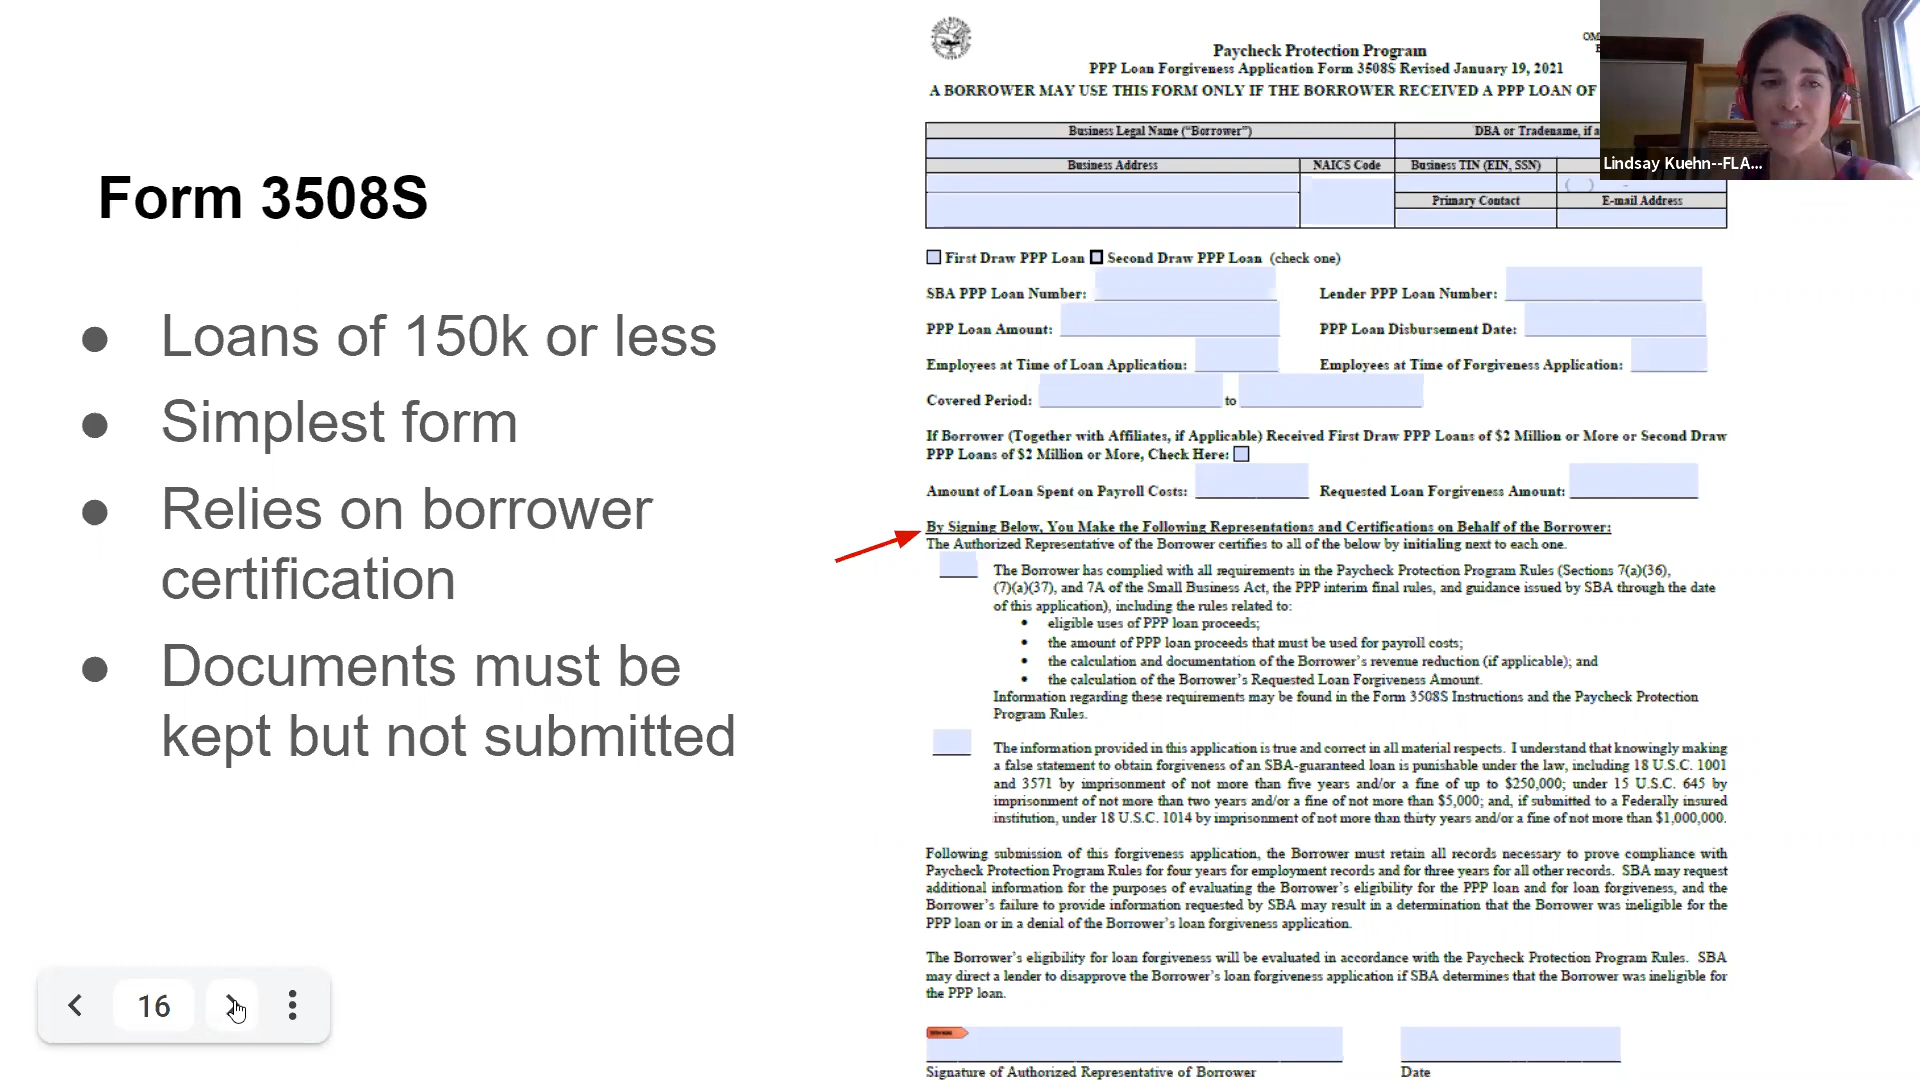 Form 3508S
● Loans of 150k or less
● Simplest form
● Relies on borrower
certification
● Documents must be
kept but not submitted
16
Paycheck Protection Program
PPP Loan Forgiveness Application Form 3508S Revised January 19, 2021
A BORROWER MAY USE THIS FORM ONLY IF THE BORROWER RECEIVED A PPP LOAN OF
Business Legal Name ("Borrower") DBA or Tradename, if a
Business Address NAICS Code Business TIN (EIN, SSN)
( ) -
Primary Contact E-mail Address
First Draw PPP Loan Second Draw PPP Loan (check one)
SBA PPP Loan Number: Lender PPP Loan Number:
PPP Loan Amount: PPP Loan Disbursement Date:
Employees at Time of Loan Application: Employees at Time of Forgiveness Application:
Covered Period: to
If Borrower (Together with Affiliates, if Applicable) Received First Draw PPP Loans of $2 Million or More or Second Draw
PPP Loans of $2 Million or More, Check Here:
Amount of Loan Spent on Payroll Costs: Requested Loan Forgiveness Amount:
By Signing Below, You Make the Following Representations and Certifications on Behalf of the Borrower:
The Authorized Representative of the Borrower certifies to all of the below by initialing next to each one.
The Borrower has complied with all requirements in the Paycheck Protection Program Rules (Sections 7(a)(36),
(7)(a)(37), and 7A of the Small Business Act, the PPP interim final rules, and guidance issued by SBA through the date
of this application), including the rules related to:
• eligible uses of PPP loan proceeds;
• the amount of PPP loan proceeds that must be used for payroll costs;
• the calculation and documentation of the Borrower's revenue reduction (if applicable); and
• the calculation of the Borrower's Requested Loan Forgiveness Amount.
Information regarding these requirements may be found in the Form 3508S Instructions and the Paycheck Protection
Program Rules.
The information provided in this application is true and correct in all material respects. I understand that knowingly making
a false statement to obtain forgiveness of an SBA-guaranteed loan is punishable under the law, including 18 U.S.C. 1001
and 3571 by imprisonment of not more than five years and/or a fine of up to $250,000; under 15 U.S.C. 645 by
imprisonment of not more than two years and/or a fine of not more than $5,000; and, if submitted to a Federally insured
institution, under 18 U.S.C. 1014 by imprisonment of not more than thirty years and/or a fine of not more than $1,000,000.
Following submission of this forgiveness application, the Borrower must retain all records necessary to prove compliance with
Paycheck Protection Program Rules for four years for employment records and for three years for all other records. SBA may request
additional information for the purposes of evaluating the Borrower's eligibility for the PPP loan and for loan forgiveness, and the
Borrower's failure to provide information requested by SBA may result in a determination that the Borrower was ineligible for the
PPP loan or in a denial of the Borrower's loan forgiveness application.
The Borrower's eligibility for loan forgiveness will be evaluated in accordance with the Paycheck Protection Program Rules. SBA
may direct a lender to disapprove the Borrower's loan forgiveness application if SBA determines that the Borrower was ineligible for
the PPP loan.
Signature of Authorized Representative of Borrower Date
Lindsay Kuehn--FLA...